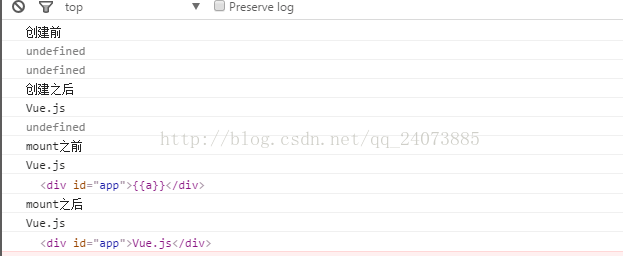 top Preserve log
创建前
undefined
undefined
创建之后
Vue.js
undefined
http://blog.csdn.net/qq_24073885
mount之前
Vue.js
<div id="app">{{a}}</div>
mount之后
Vue.js
<div id="app">Vue.js</div>